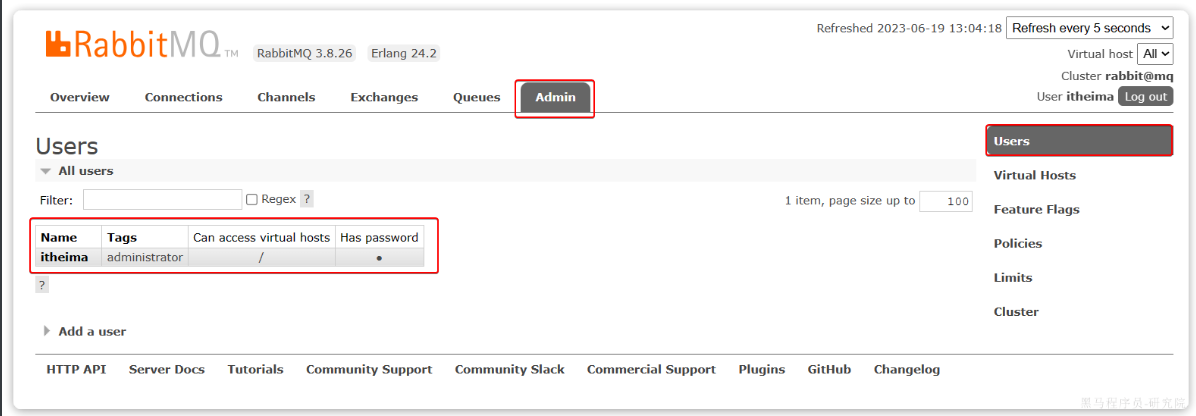 Refreshed 2023-06-19 13:04:18 Refresh every 5 seconds
RabbitMQ TM RabbitMQ 3.8.26 Erlang 24.2
Virtual host All
Cluster rabbit@mq
User itheima Log out
Overview Connections Channels Exchanges Queues Admin
Users
All users
Filter: Regex ?
1 item, page size up to 100
Name Tags Can access virtual hosts Has password
itheima administrator / ●
?
Add a user
Users
Virtual Hosts
Feature Flags
Policies
Limits
Cluster
HTTP API Server Docs Tutorials Community Support Community Slack Commercial Support Plugins GitHub Changelog
黑马程序员-研究院